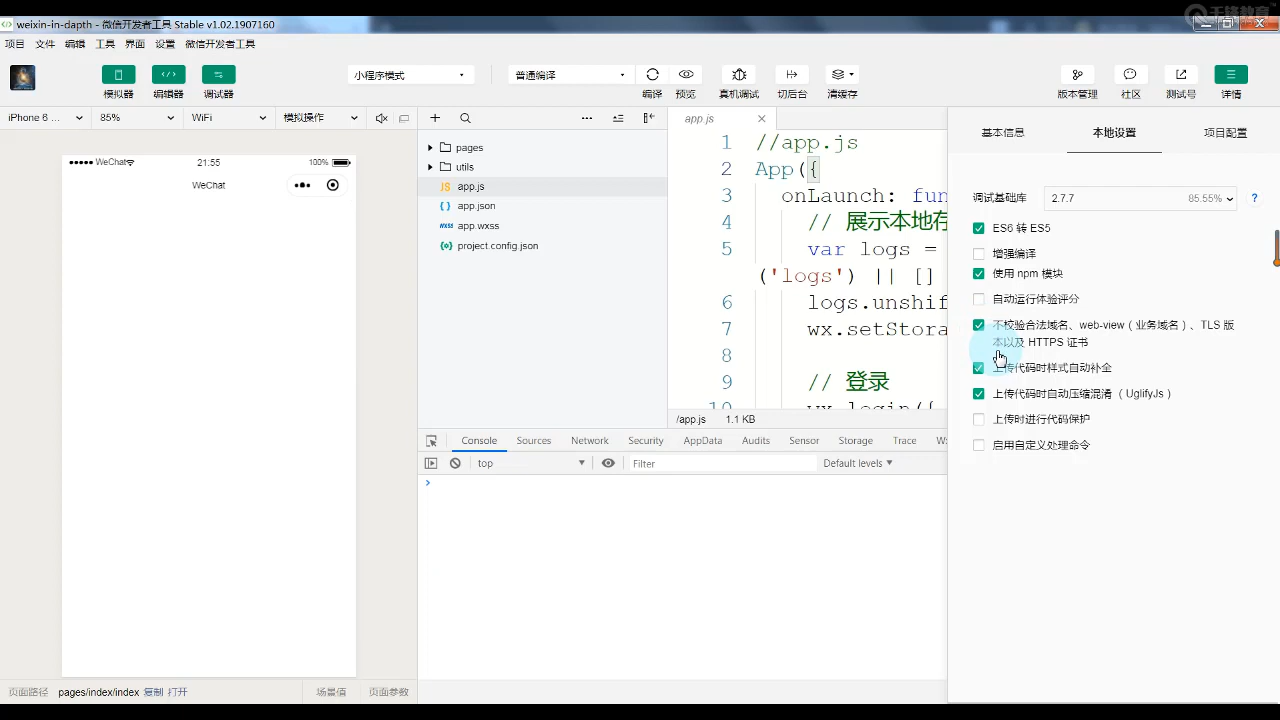 千锋教育
weixin-in-dapth - 微信开发者工具 Stable v1.02.1907160
项目 文件 编辑 工具 界面 设置 微信开发者工具
小程序模式 普通编译
模拟器 编辑器 调试器 编译 预览 真机调试 切后台 清缓存 版本管理 社区 测试号 详情
iPhone 6 ... 85% WiFi 模拟操作
WeChat 21:55 100%
WeChat
页面路径 pages/index/index 复制 打开 场景值 页面参数
pages
utils
JS app.js
{ } app.json
wxss app.wxss
{o} project.config.json
app.js
1 //app.js
2 App({
3 onLaunch: fun
4 // 展示本地存
5 var logs =
('logs') || []
6 logs.unshif
7 wx.setStora
8
9 // 登录
10 wx.login({
/app.js 1.1 KB
Console Sources Network Security AppData Audits Sensor Storage Trace W
top Filter Default levels
基本信息 本地设置 项目配置
调试基础库 2.7.7 85.55% ?
ES6 转 ES5
增强编译
使用 npm 模块
自动运行体验评分
不校验合法域名、web-view（业务域名）、TLS 版
本以及 HTTPS 证书
上传代码时样式自动补全
上传代码时自动压缩混淆 （UglifyJs）
上传时进行代码保护
启用自定义处理命令